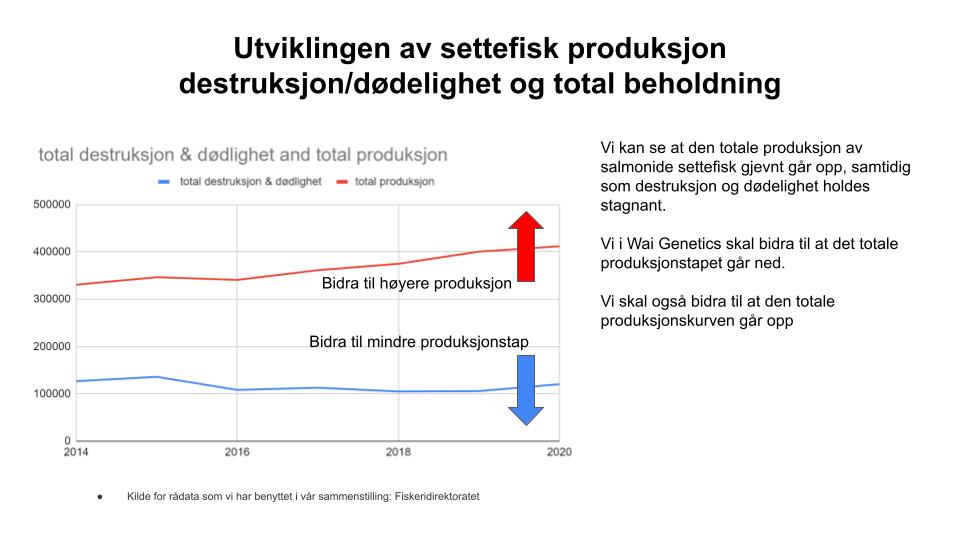 Utviklingen av settefisk produksjon
destruksjon/dødelighet og total beholdning
total destruksjon & dødlighet and total produksjon
total destruksjon & dødlighet
total produksjon
500000
400000
300000
200000
100000
0
2014
2016
2018
2020
Bidra til høyere produksjon
Bidra til mindre produksjonstap
Vi kan se at den totale produksjon av
salmonide settefisk gjevnt går opp, samtidig
som destruksjon og dødelighet holdes
stagnant.
Vi i Wai Genetics skal bidra til at det totale
produksjonstapet går ned.
Vi skal også bidra til at den totale
produksjonskurven går opp
● Kilde for rådata som vi har benyttet i vår sammenstilling: Fiskeridirektoratet